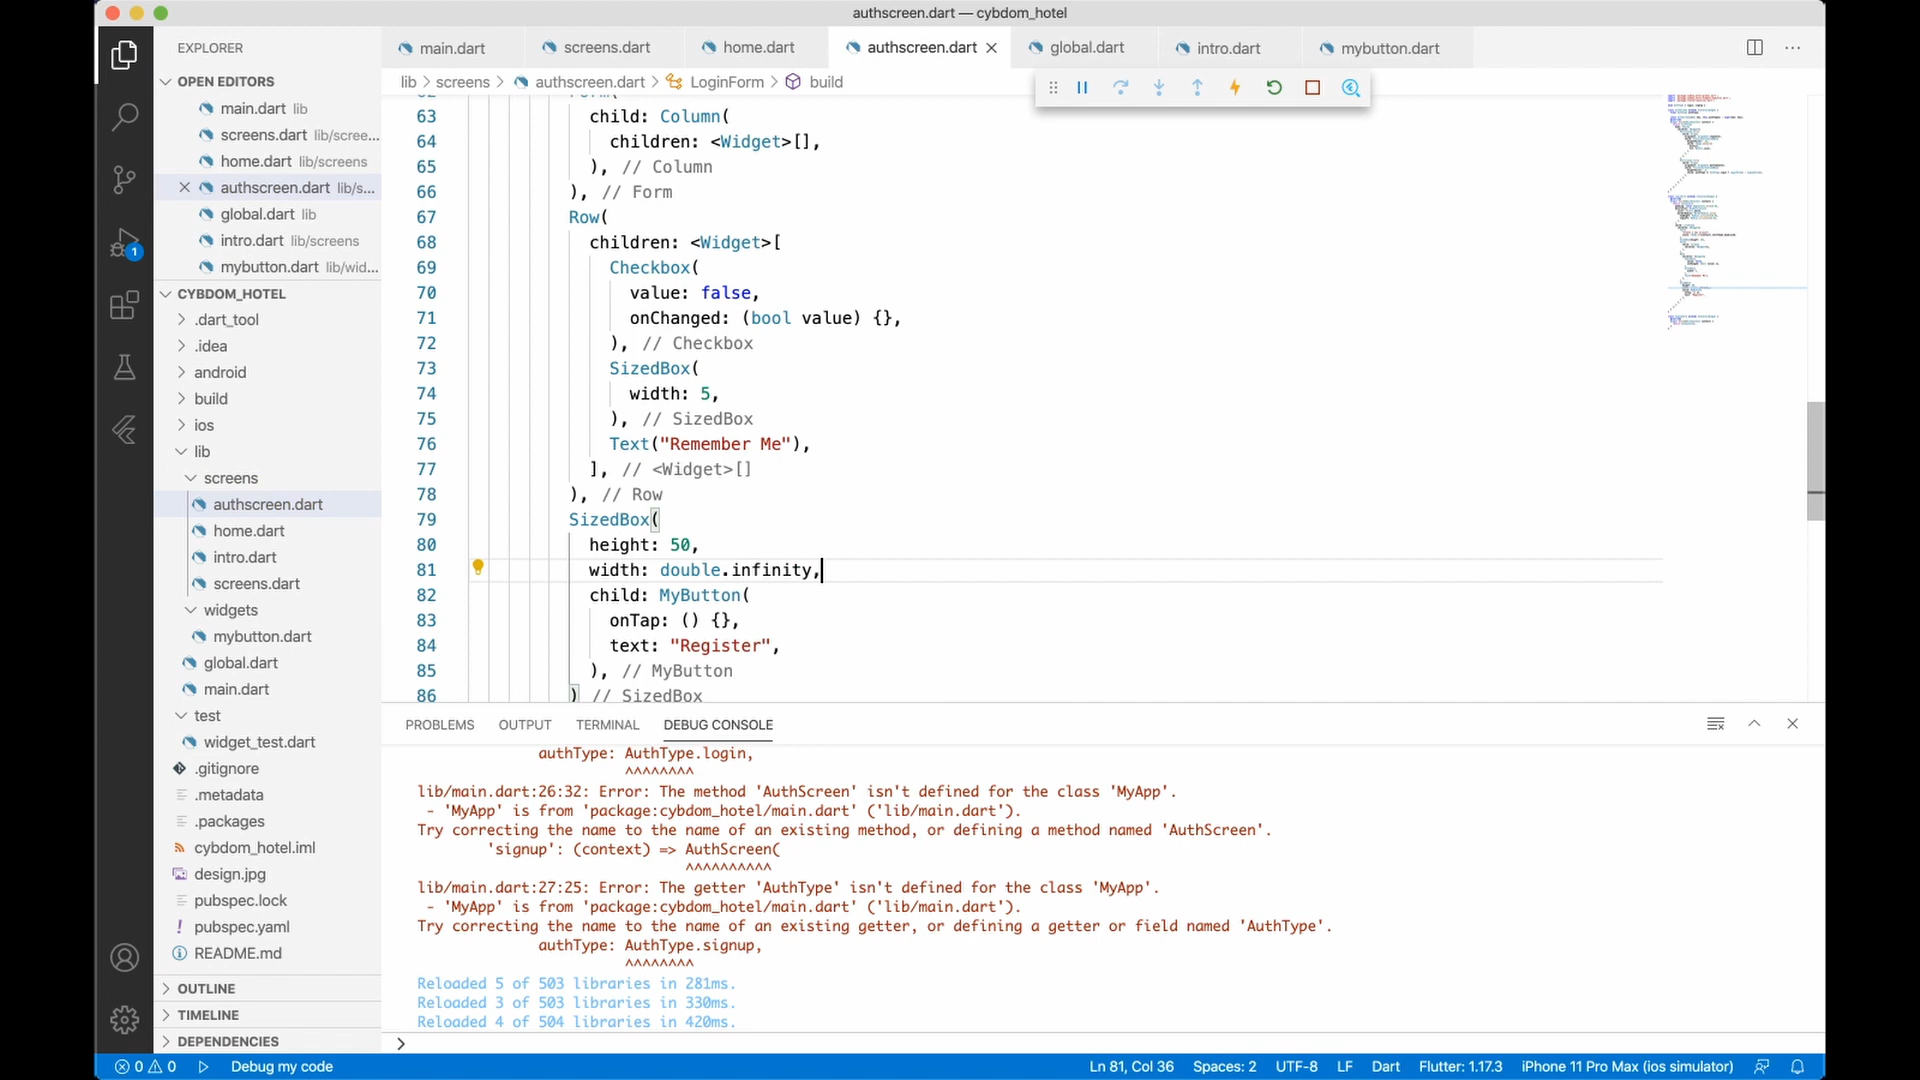 authscreen.dart — cybdom_hotel
EXPLORER
main.dart
screens.dart
home.dart
authscreen.dart
global.dart
intro.dart
mybutton.dart
OPEN EDITORS
main.dart lib
screens.dart lib/scree...
home.dart lib/screens
authscreen.dart lib/s...
global.dart lib
intro.dart lib/screens
mybutton.dart lib/wid...
1
CYBDOM_HOTEL
.dart_tool
.idea
android
build
ios
lib
screens
authscreen.dart
home.dart
intro.dart
screens.dart
widgets
mybutton.dart
global.dart
main.dart
test
widget_test.dart
.gitignore
.metadata
.packages
cybdom_hotel.iml
design.jpg
pubspec.lock
pubspec.yaml
README.md
OUTLINE
TIMELINE
DEPENDENCIES
lib > screens > authscreen.dart > LoginForm > build
63 child: Column(
64 children: <Widget>[],
65 ), // Column
66 ), // Form
67 Row(
68 children: <Widget>[
69 Checkbox(
70 value: false,
71 onChanged: (bool value) {},
72 ), // Checkbox
73 SizedBox(
74 width: 5,
75 ), // SizedBox
76 Text("Remember Me"),
77 ], // <Widget>[]
78 ), // Row
79 SizedBox(
80 height: 50,
81 width: double.infinity,
82 child: MyButton(
83 onTap: () {},
84 text: "Register",
85 ), // MyButton
86 ) // SizedBox
PROBLEMS OUTPUT TERMINAL DEBUG CONSOLE
authType: AuthType.login,
^^^^^^^^
lib/main.dart:26:32: Error: The method 'AuthScreen' isn't defined for the class 'MyApp'.
- 'MyApp' is from 'package:cybdom_hotel/main.dart' ('lib/main.dart').
Try correcting the name to the name of an existing method, or defining a method named 'AuthScreen'.
'signup': (context) => AuthScreen(
^^^^^^^^^^
lib/main.dart:27:25: Error: The getter 'AuthType' isn't defined for the class 'MyApp'.
- 'MyApp' is from 'package:cybdom_hotel/main.dart' ('lib/main.dart').
Try correcting the name to the name of an existing getter, or defining a getter or field named 'AuthType'.
authType: AuthType.signup,
^^^^^^^^
Reloaded 5 of 503 libraries in 281ms.
Reloaded 3 of 503 libraries in 330ms.
Reloaded 4 of 504 libraries in 420ms.
>
0 0 Debug my code
Ln 81, Col 36 Spaces: 2 UTF-8 LF Dart Flutter: 1.17.3 iPhone 11 Pro Max (ios simulator)